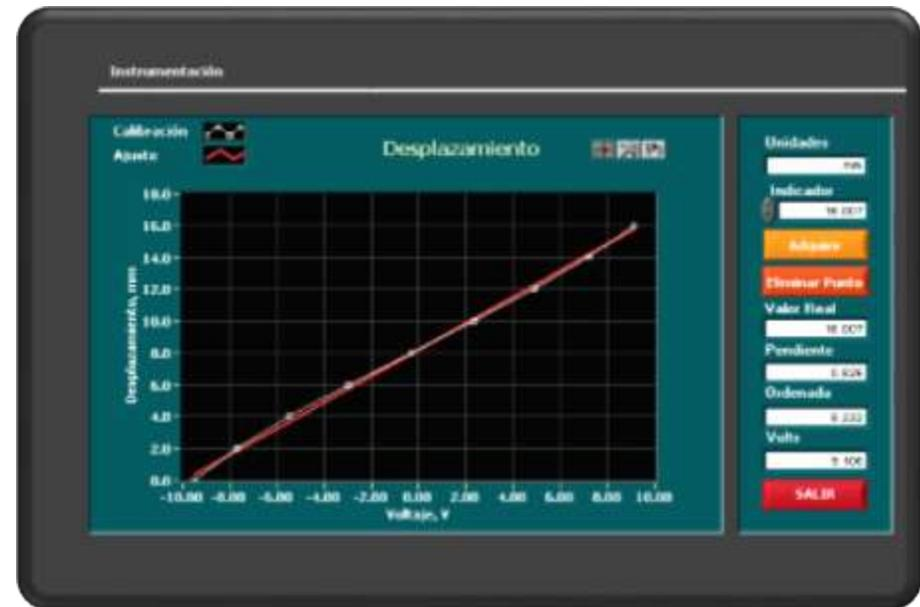 Instrumentación
Calibración
Ajuste
Desplazamiento
18.0
16.0
14.0
12.0
10.0
8.0
6.0
4.0
2.0
0.0
Desplazamiento, mm
-10.00 -8.00 -6.00 -4.00 -2.00 0.00 2.00 4.00 6.00 8.00 10.00
Voltaje, V
Unidades
Indicador
Adquirir
Eliminar Punto
Valor Real
Pendiente
Ordenada
Volts
SALIR